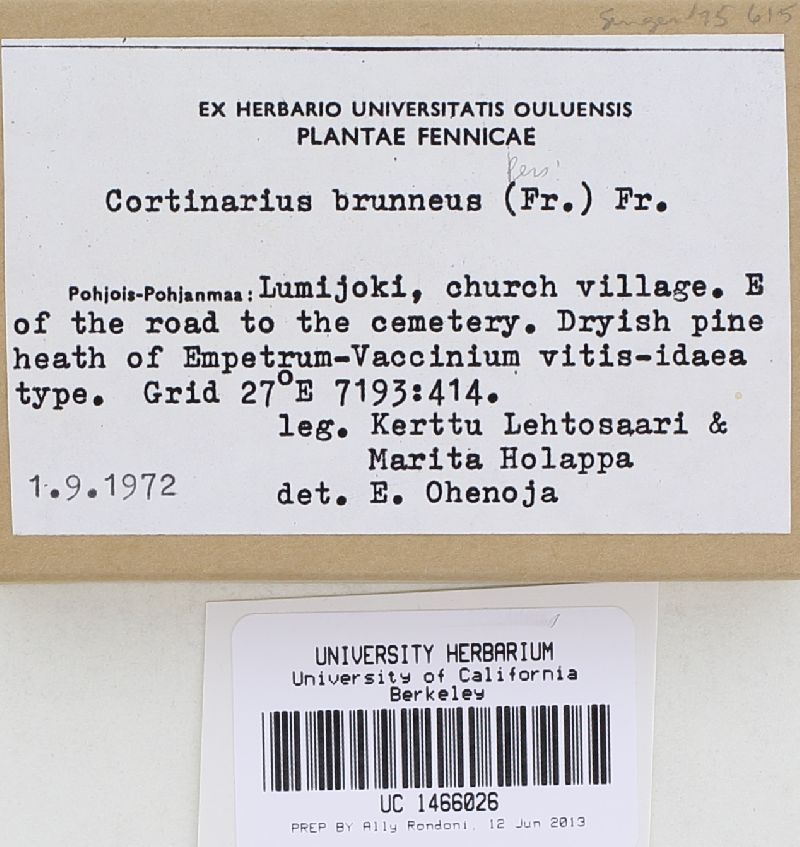 EX HERBARIO UNIVERSITATIS OULUENSIS
PLANTAE FENNICAE
Pers.
Cortinarius brunneus (Fr.) Fr.
Pohjois-Pohjanmaa: Lumijoki, church village. E
of the road to the cemetery. Dryish pine
heath of Empetrum-Vaccinium vitis-idaea
type. Grid 27°E 7193:414.
leg. Kerttu Lehtosaari &
Marita Holappa
1.9.1972
det. E. Ohenoja
UNIVERSITY HERBARIUM
University of California
Berkeley
UC 1466026
PREP BY Ally Rondoni, 12 Jun 2013